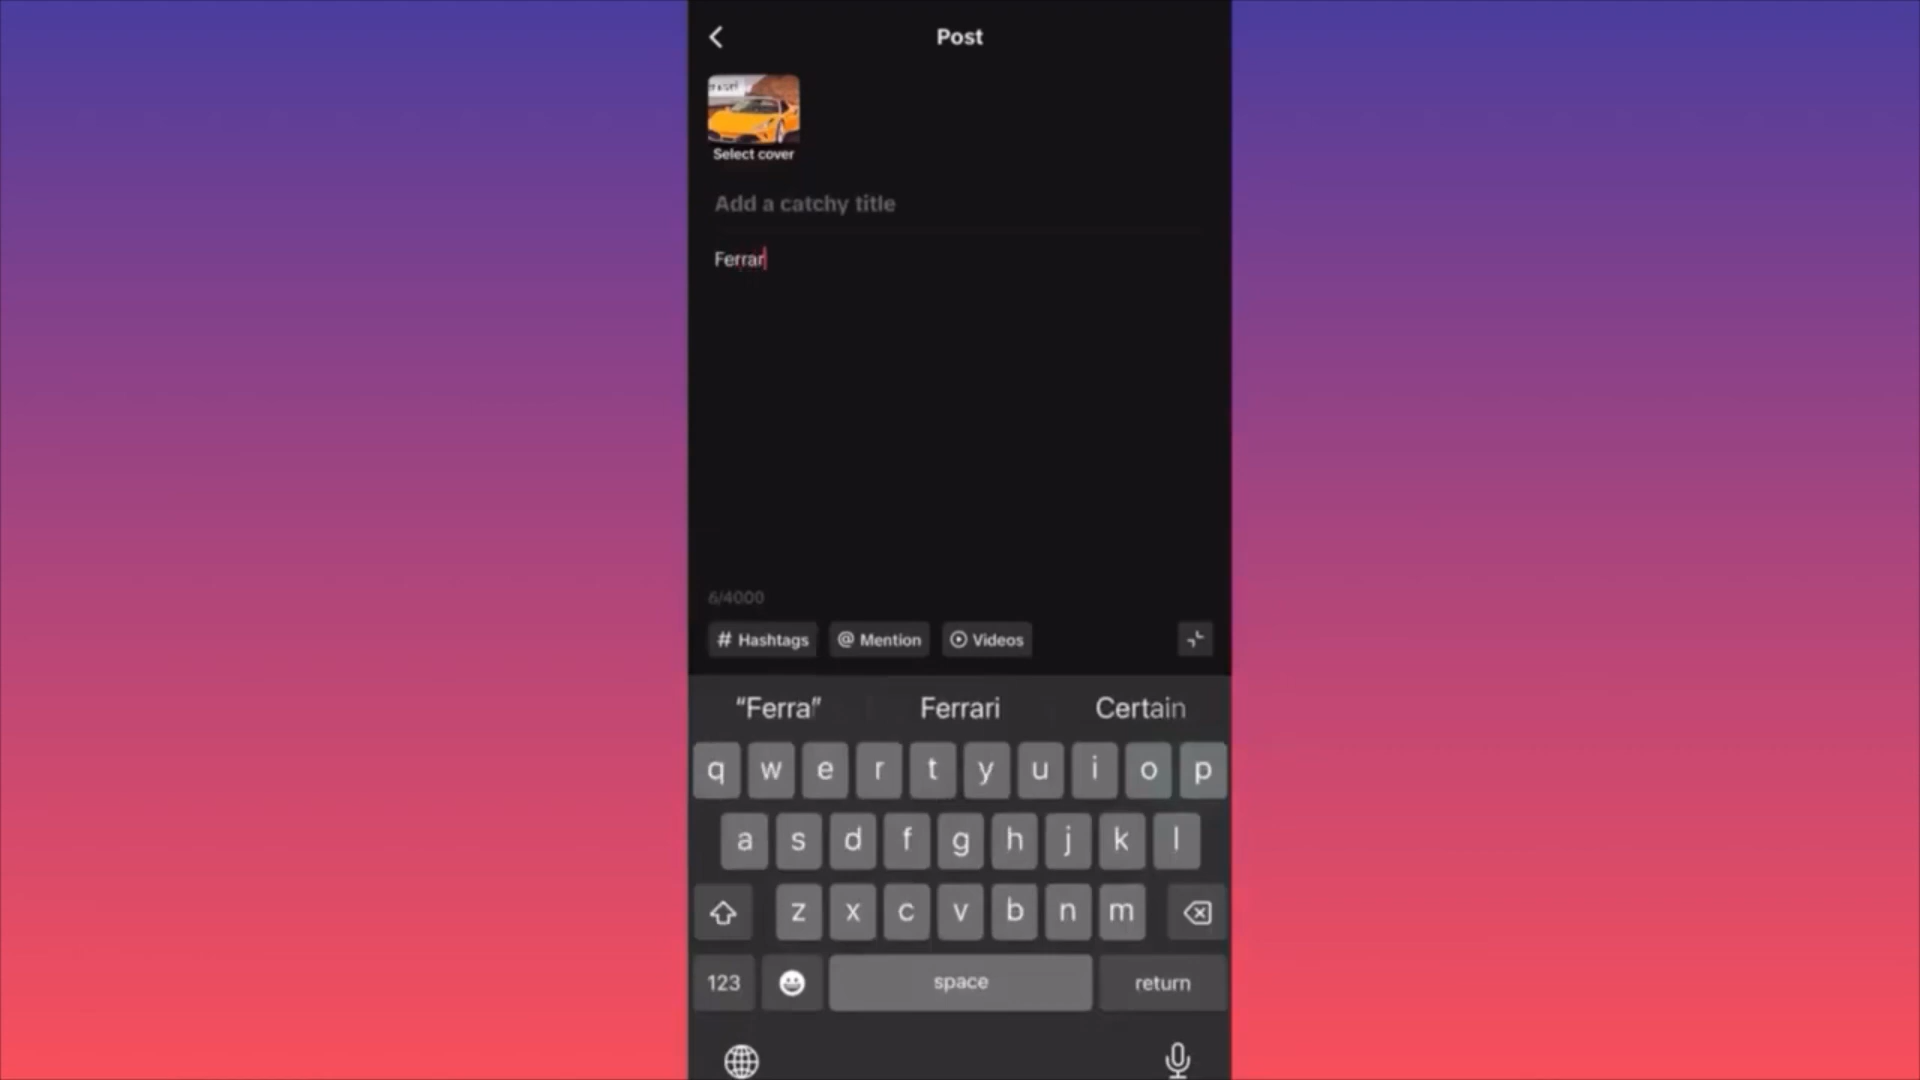 Post
Select cover
Add a catchy title
Ferrar
6/4000
# Hashtags @ Mention Videos
“Ferra” Ferrari Certain
q w e r t y u i o p
a s d f g h j k l
z x c v b n m
123 space return